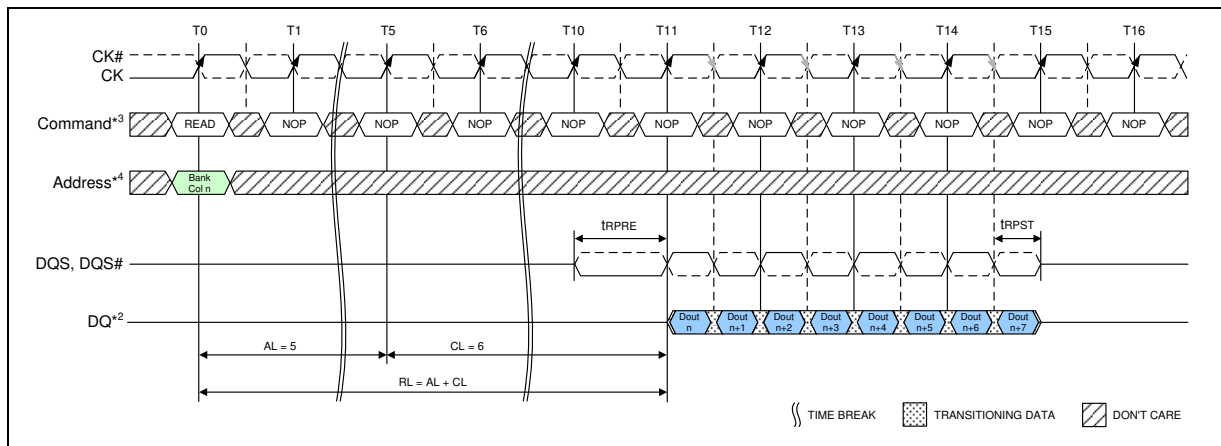 T0 T1 T5 T6 T10 T11 T12 T13 T14 T15 T16
CK#
CK
Command*3 READ NOP NOP NOP NOP NOP NOP NOP NOP NOP NOP
Address*4 Bank
Col n
tRPRE tRPST
DQS, DQS#
DQ*2 Dout n Dout n+1 Dout n+2 Dout n+3 Dout n+4 Dout n+5 Dout n+6 Dout n+7
AL = 5 CL = 6
RL = AL + CL
TIME BREAK TRANSITIONING DATA DON'T CARE